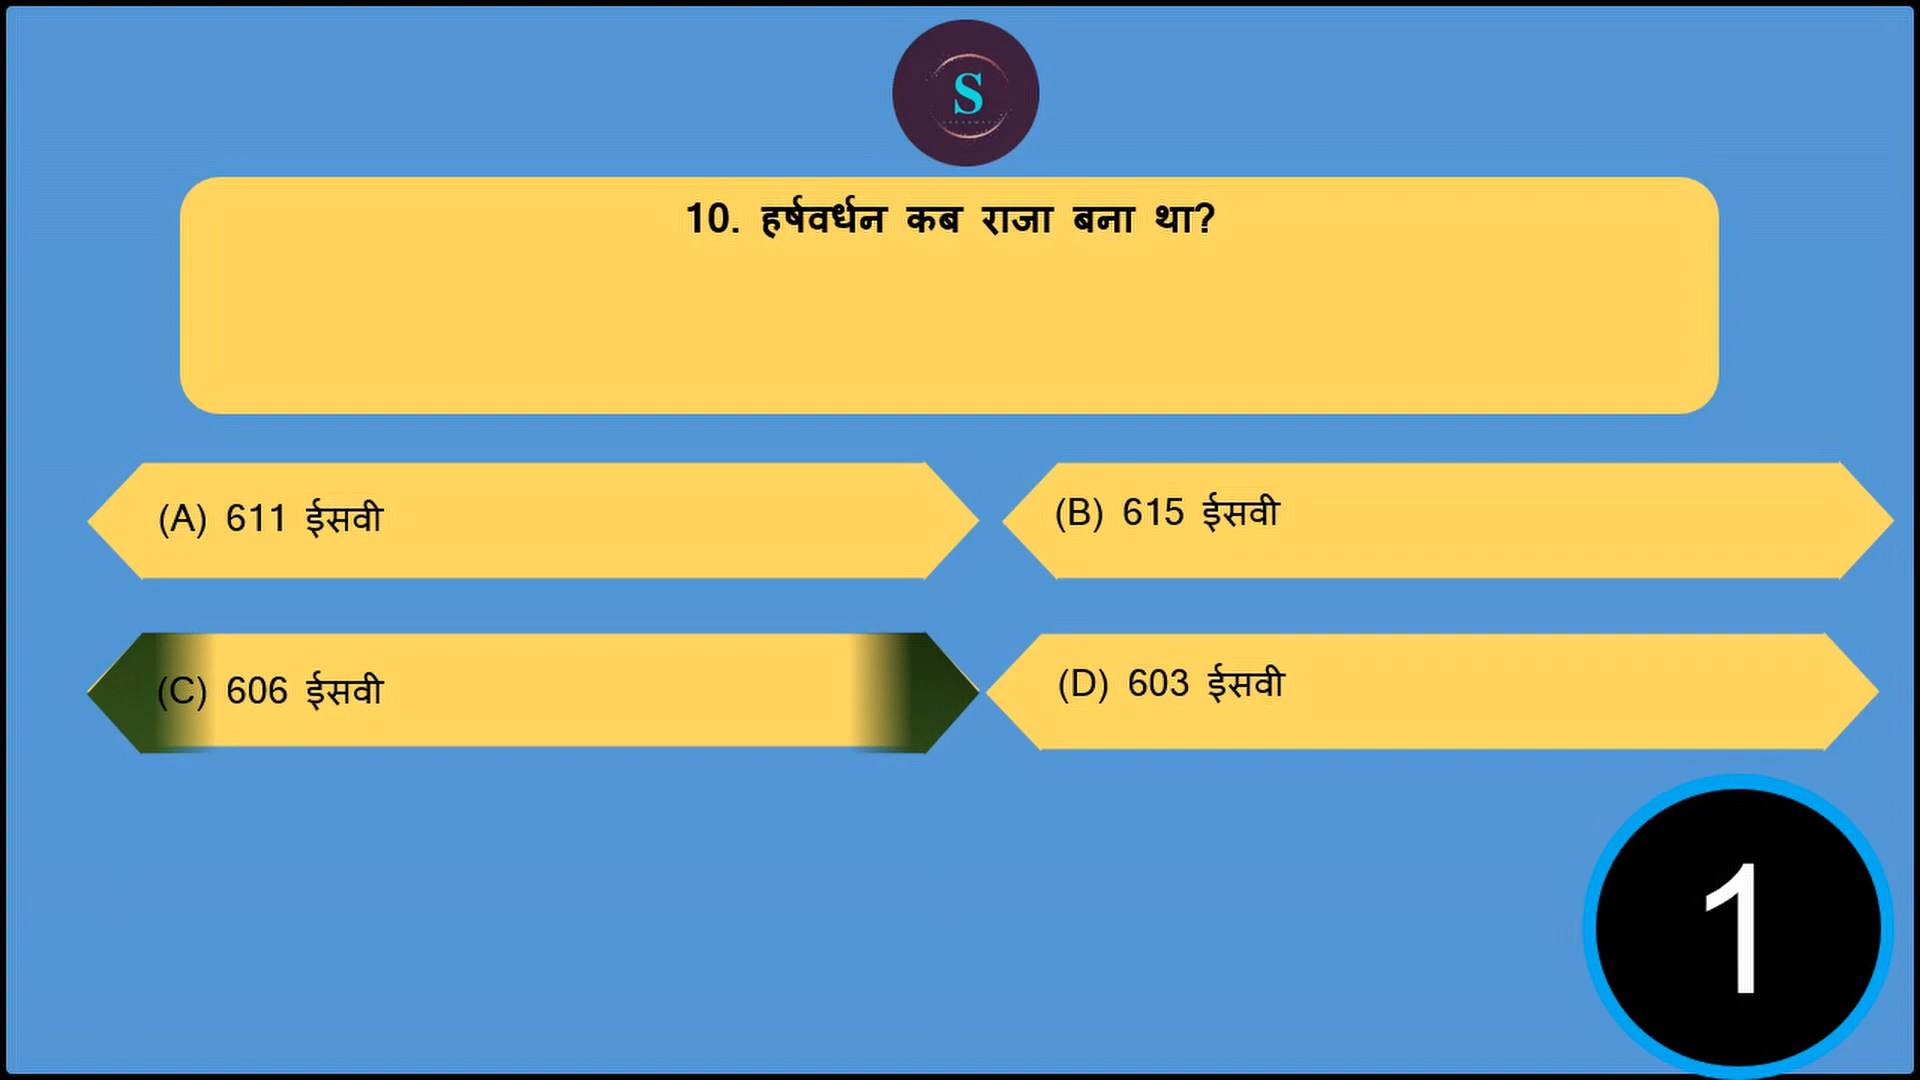 S
10. हर्षवर्धन कब राजा बना था?
(A) 611 ईसवी
(B) 615 ईसवी
(C) 606 ईसवी
(D) 603 ईसवी
1